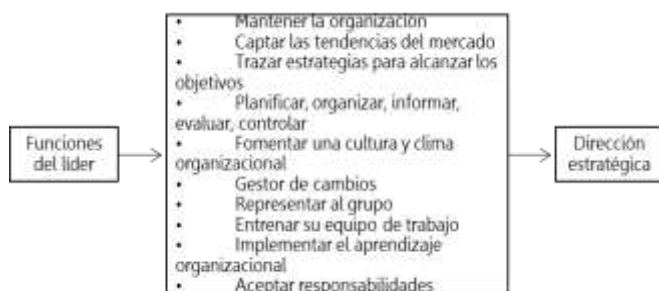 Funciones
del líder
• Mantener la organización
• Captar las tendencias del mercado
• Trazar estrategias para alcanzar los
objetivos
• Planificar, organizar, informar,
evaluar, controlar
• Fomentar una cultura y clima
organizacional
• Gestor de cambios
• Representar al grupo
• Entrenar su equipo de trabajo
• Implementar el aprendizaje
organizacional
• Aceptar responsabilidades
Dirección
estratégica